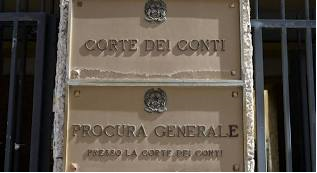 CORTE DEI CONTI
PROCURA GENERALE
PRESSO LA CORTE DEI CONTI